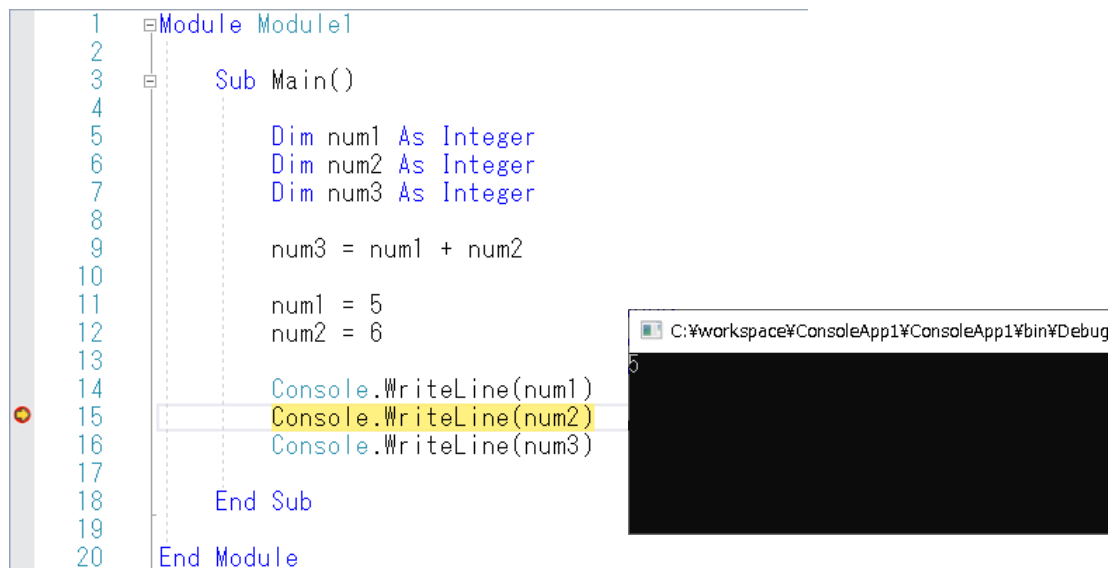 1 Module Module1
2
3 Sub Main()
4
5 Dim num1 As Integer
6 Dim num2 As Integer
7 Dim num3 As Integer
8
9 num3 = num1 + num2
10
11 num1 = 5
12 num2 = 6
13
14 Console.WriteLine(num1)
15 Console.WriteLine(num2)
16 Console.WriteLine(num3)
17
18 End Sub
19
20 End Module
C:¥workspace¥ConsoleApp1¥ConsoleApp1¥bin¥Debug
5